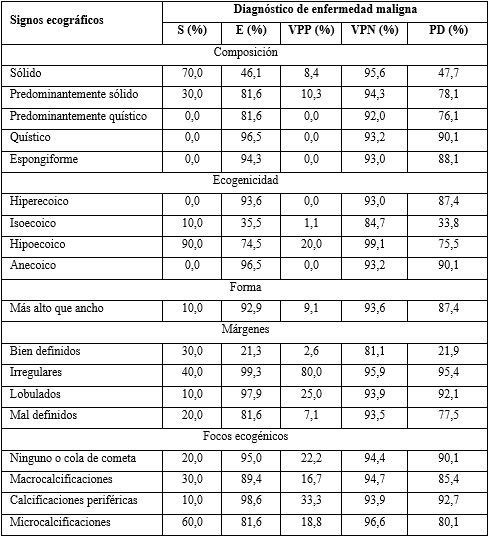 Signos ecográficos Diagnóstico de enfermedad maligna
S (%) E (%) VPP (%) VPN (%) PD (%)
Composición
Sólido 70,0 46,1 8,4 95,6 47,7
Predominantemente sólido 30,0 81,6 10,3 94,3 78,1
Predominantemente quístico 0,0 81,6 0,0 92,0 76,1
Quístico 0,0 96,5 0,0 93,2 90,1
Espongiforme 0,0 94,3 0,0 93,0 88,1
Ecogenicidad
Hiperecoico 0,0 93,6 0,0 93,0 87,4
Isoecoico 10,0 35,5 1,1 84,7 33,8
Hipoecoico 90,0 74,5 20,0 99,1 75,5
Anecoico 0,0 96,5 0,0 93,2 90,1
Forma
Más alto que ancho 10,0 92,9 9,1 93,6 87,4
Márgenes
Bien definidos 30,0 21,3 2,6 81,1 21,9
Irregulares 40,0 99,3 80,0 95,9 95,4
Lobulados 10,0 97,9 25,0 93,9 92,1
Mal definidos 20,0 81,6 7,1 93,5 77,5
Focos ecogénicos
Ninguno o cola de cometa 20,0 95,0 22,2 94,4 90,1
Macrocalcificaciones 30,0 89,4 16,7 94,7 85,4
Calcificaciones periféricas 10,0 98,6 33,3 93,9 92,7
Microcalcificaciones 60,0 81,6 18,8 96,6 80,1